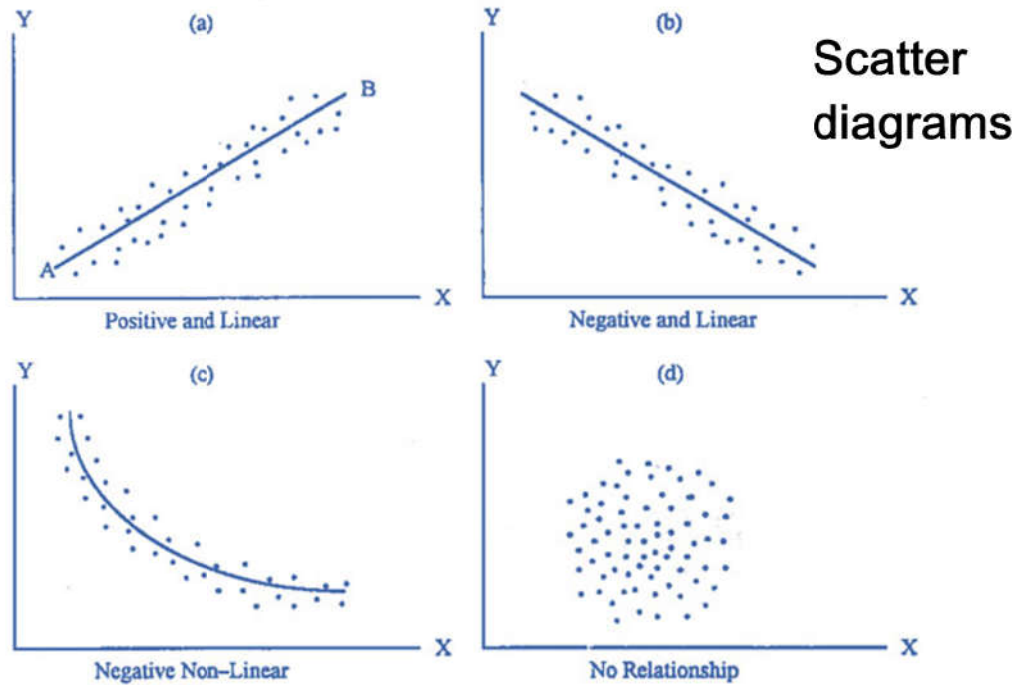 Y
(a)
B
A
X
Positive and Linear
Y
(b)
X
Negative and Linear
Scatter
diagrams
Y
(c)
X
Negative Non-Linear
Y
(d)
X
No Relationship